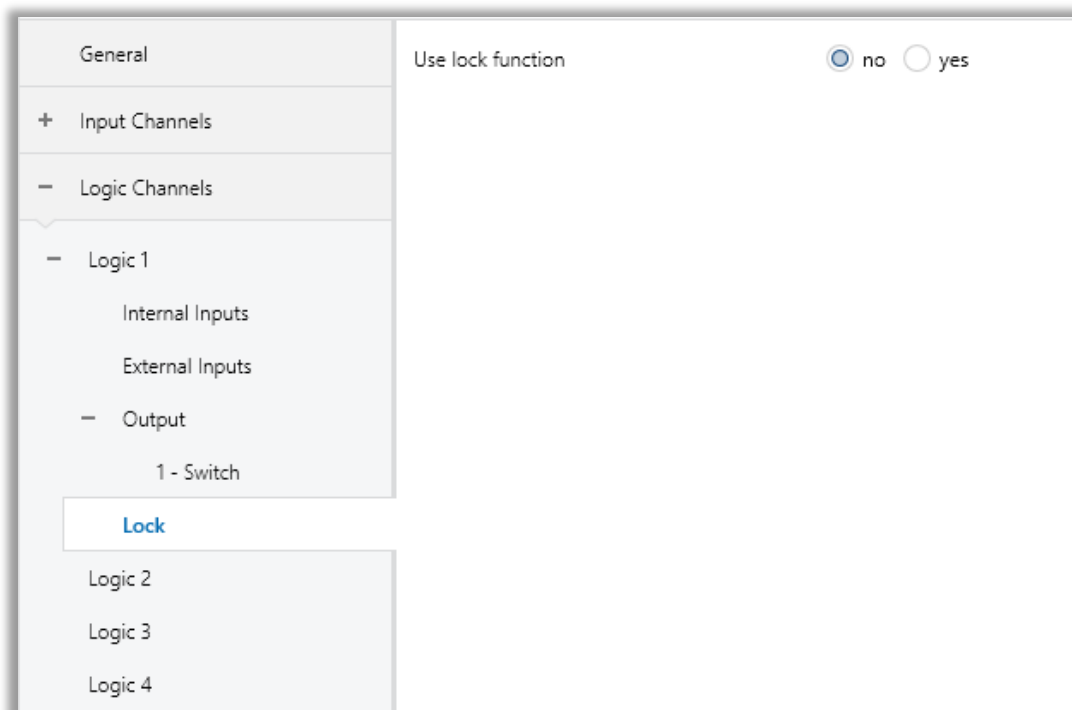 General
Use lock function no yes
+ Input Channels
− Logic Channels
− Logic 1
Internal Inputs
External Inputs
− Output
1 - Switch
Lock
Logic 2
Logic 3
Logic 4